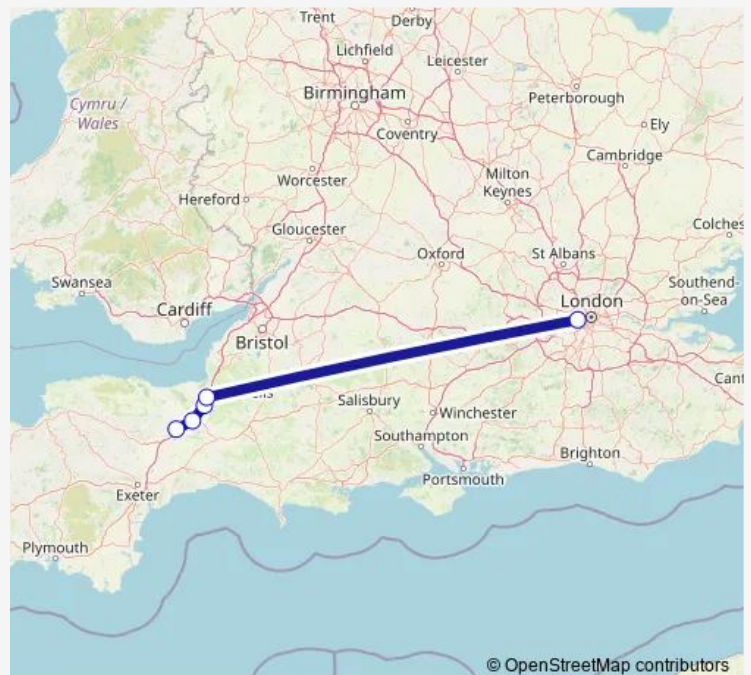 Trent
Derby
Lichfield
Leicester
Birmingham
Peterborough
Cymru /
Wales
Coventry
Ely
Cambridge
Worcester
Milton
Keynes
Hereford
Gloucester
Colches
Oxford
St Albans
Swansea
Southend-
on-Sea
Cardiff
London
Bristol
Cant
Salisbury
Winchester
Southampton
Brighton
Portsmouth
Exeter
Plymouth
© OpenStreetMap contributors